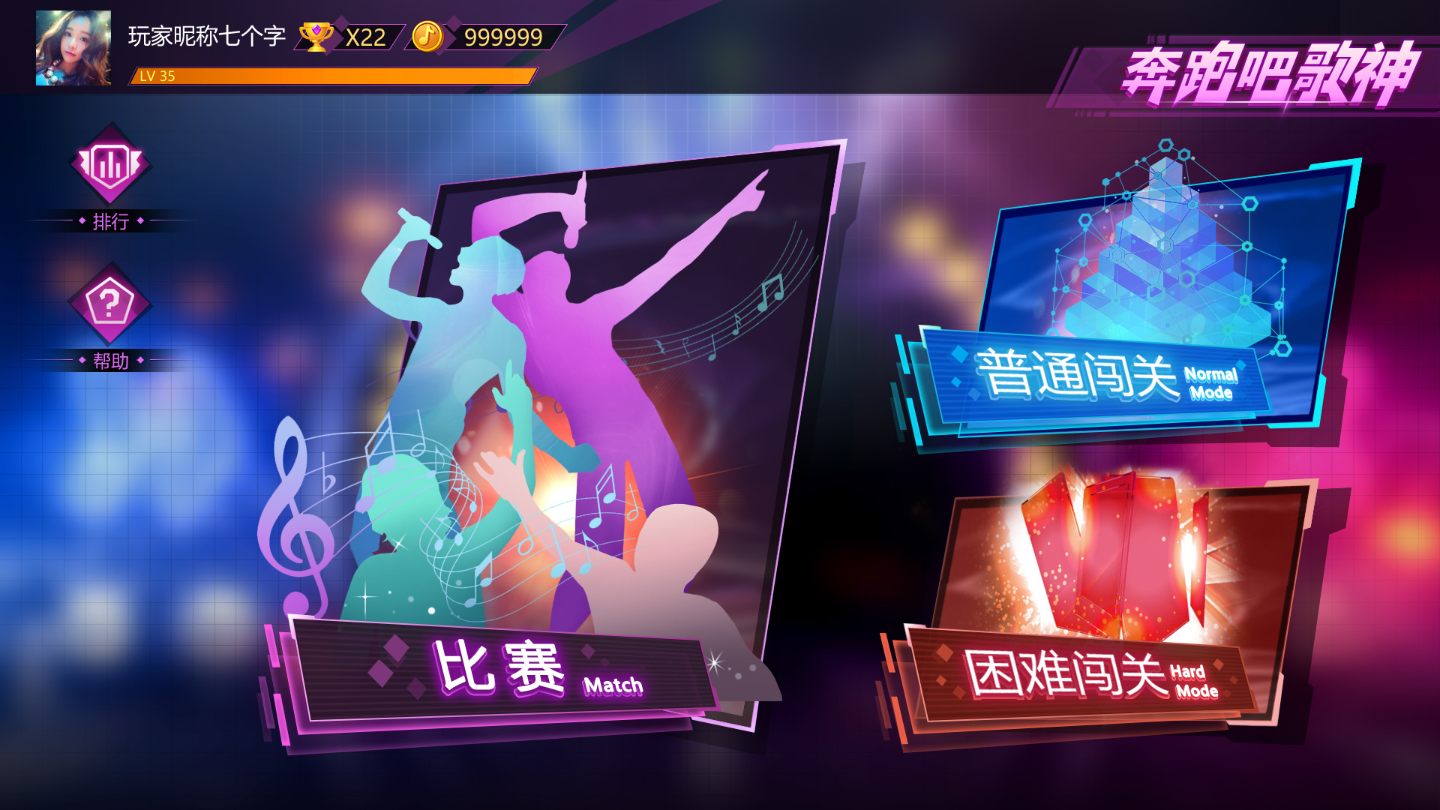 玩家昵称七个字
X22
999999
LV 35
奔跑吧歌神
排行
?
帮助
普通闯关
Normal
Mode
比赛
Match
困难闯关
Hard
Mode